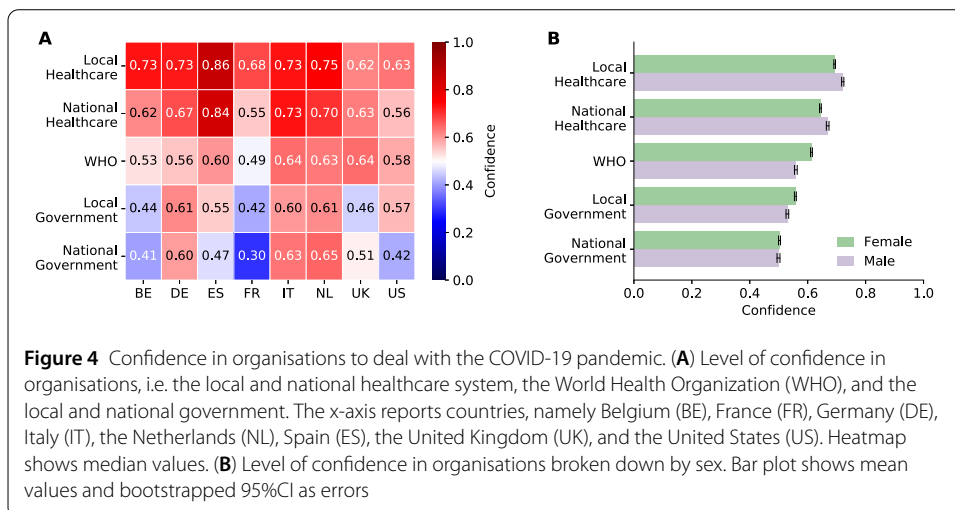 A
Local
Healthcare
0.73 0.73 0.86 0.68 0.73 0.75 0.62 0.63
National
Healthcare
0.62 0.67 0.84 0.55 0.73 0.70 0.63 0.56
WHO
0.53 0.56 0.60 0.49 0.64 0.63 0.64 0.58
Local
Government
0.44 0.61 0.55 0.42 0.60 0.61 0.46 0.57
National
Government
0.41 0.60 0.47 0.30 0.63 0.65 0.51 0.42
BE DE ES FR IT NL UK US
1.0
0.8
0.6
0.4
0.2
0.0
Confidence
B
Local
Healthcare
National
Healthcare
WHO
Local
Government
National
Government
Female
Male
0.0 0.2 0.4 0.6 0.8 1.0
Confidence
Figure 4 Confidence in organisations to deal with the COVID-19 pandemic. (A) Level of confidence in
organisations, i.e. the local and national healthcare system, the World Health Organization (WHO), and the
local and national government. The x-axis reports countries, namely Belgium (BE), France (FR), Germany (DE),
Italy (IT), the Netherlands (NL), Spain (ES), the United Kingdom (UK), and the United States (US). Heatmap
shows median values. (B) Level of confidence in organisations broken down by sex. Bar plot shows mean
values and bootstrapped 95%CI as errors